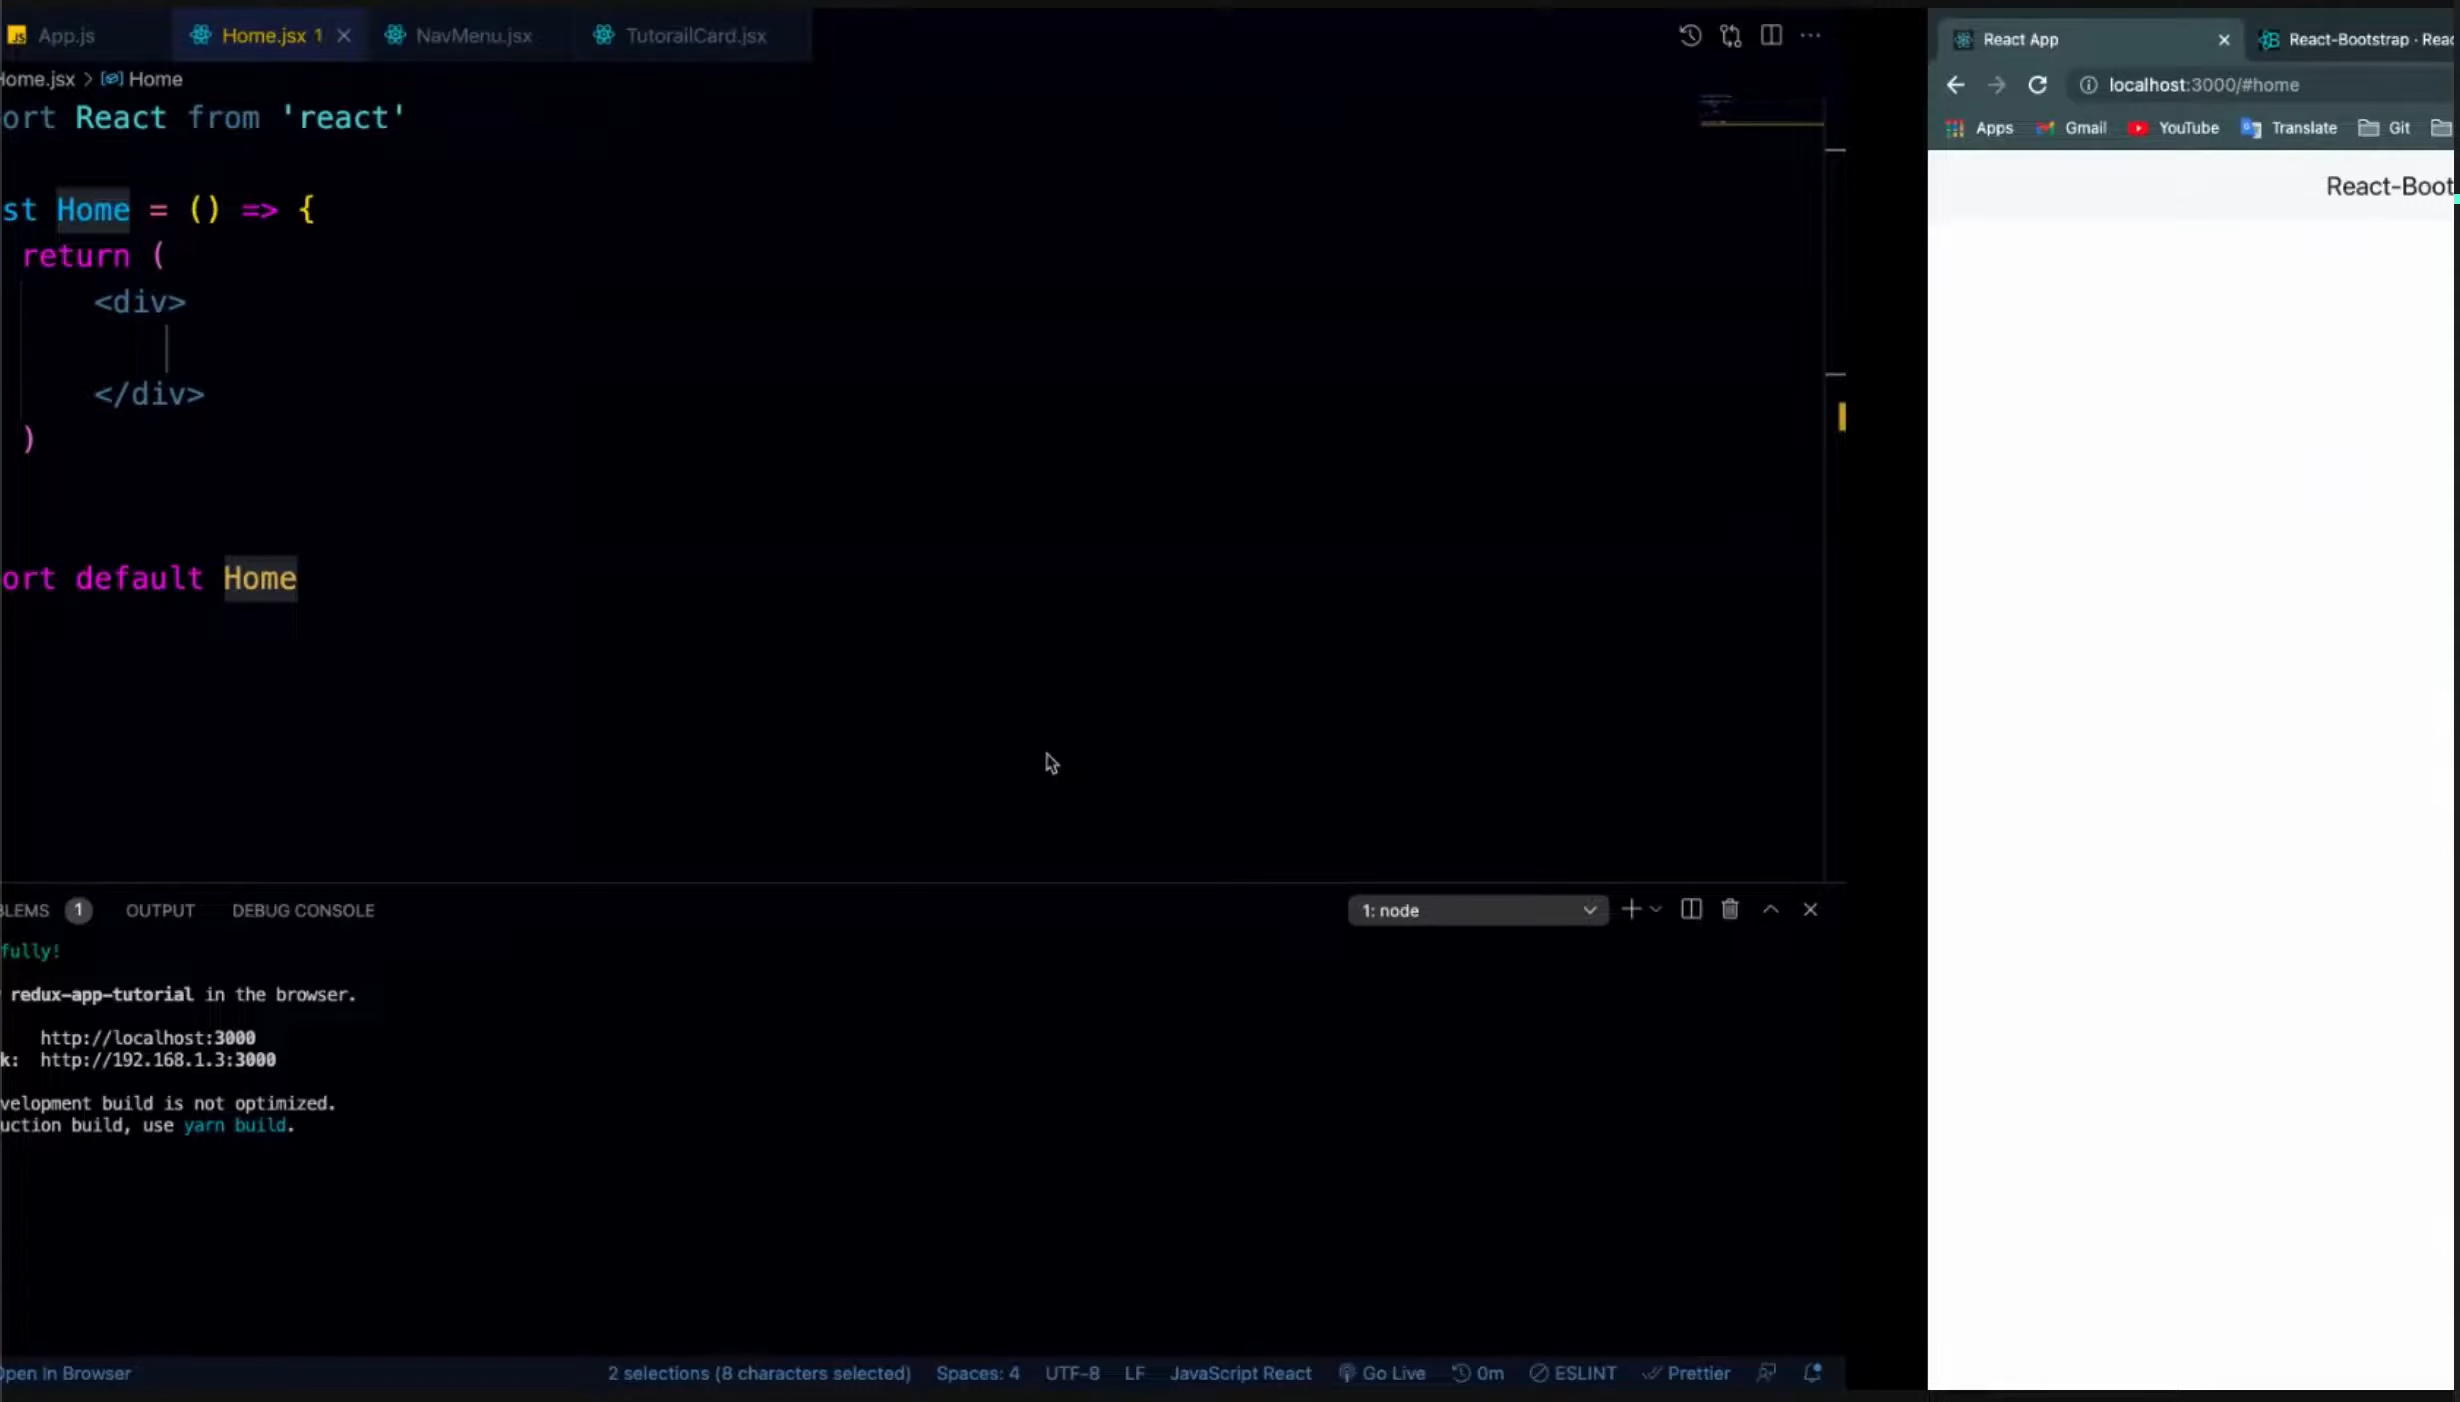 App.js
Home.jsx 1
NavMenu.jsx
TutorailCard.jsx
Home.jsx > Home
ort React from 'react'
st Home = () => {
return (
<div>
</div>
)
ort default Home
BLEMS 1 OUTPUT DEBUG CONSOLE
1: node
fully!
redux-app-tutorial in the browser.
http://localhost:3000
k: http://192.168.1.3:3000
velopment build is not optimized.
uction build, use yarn build.
Open In Browser
2 selections (8 characters selected)
Spaces: 4
UTF-8
LF
JavaScript React
Go Live
0m
ESLINT
Prettier
React App
React-Bootstrap · Reac
localhost:3000/#home
Apps
Gmail
YouTube
Translate
Git
React-Boot